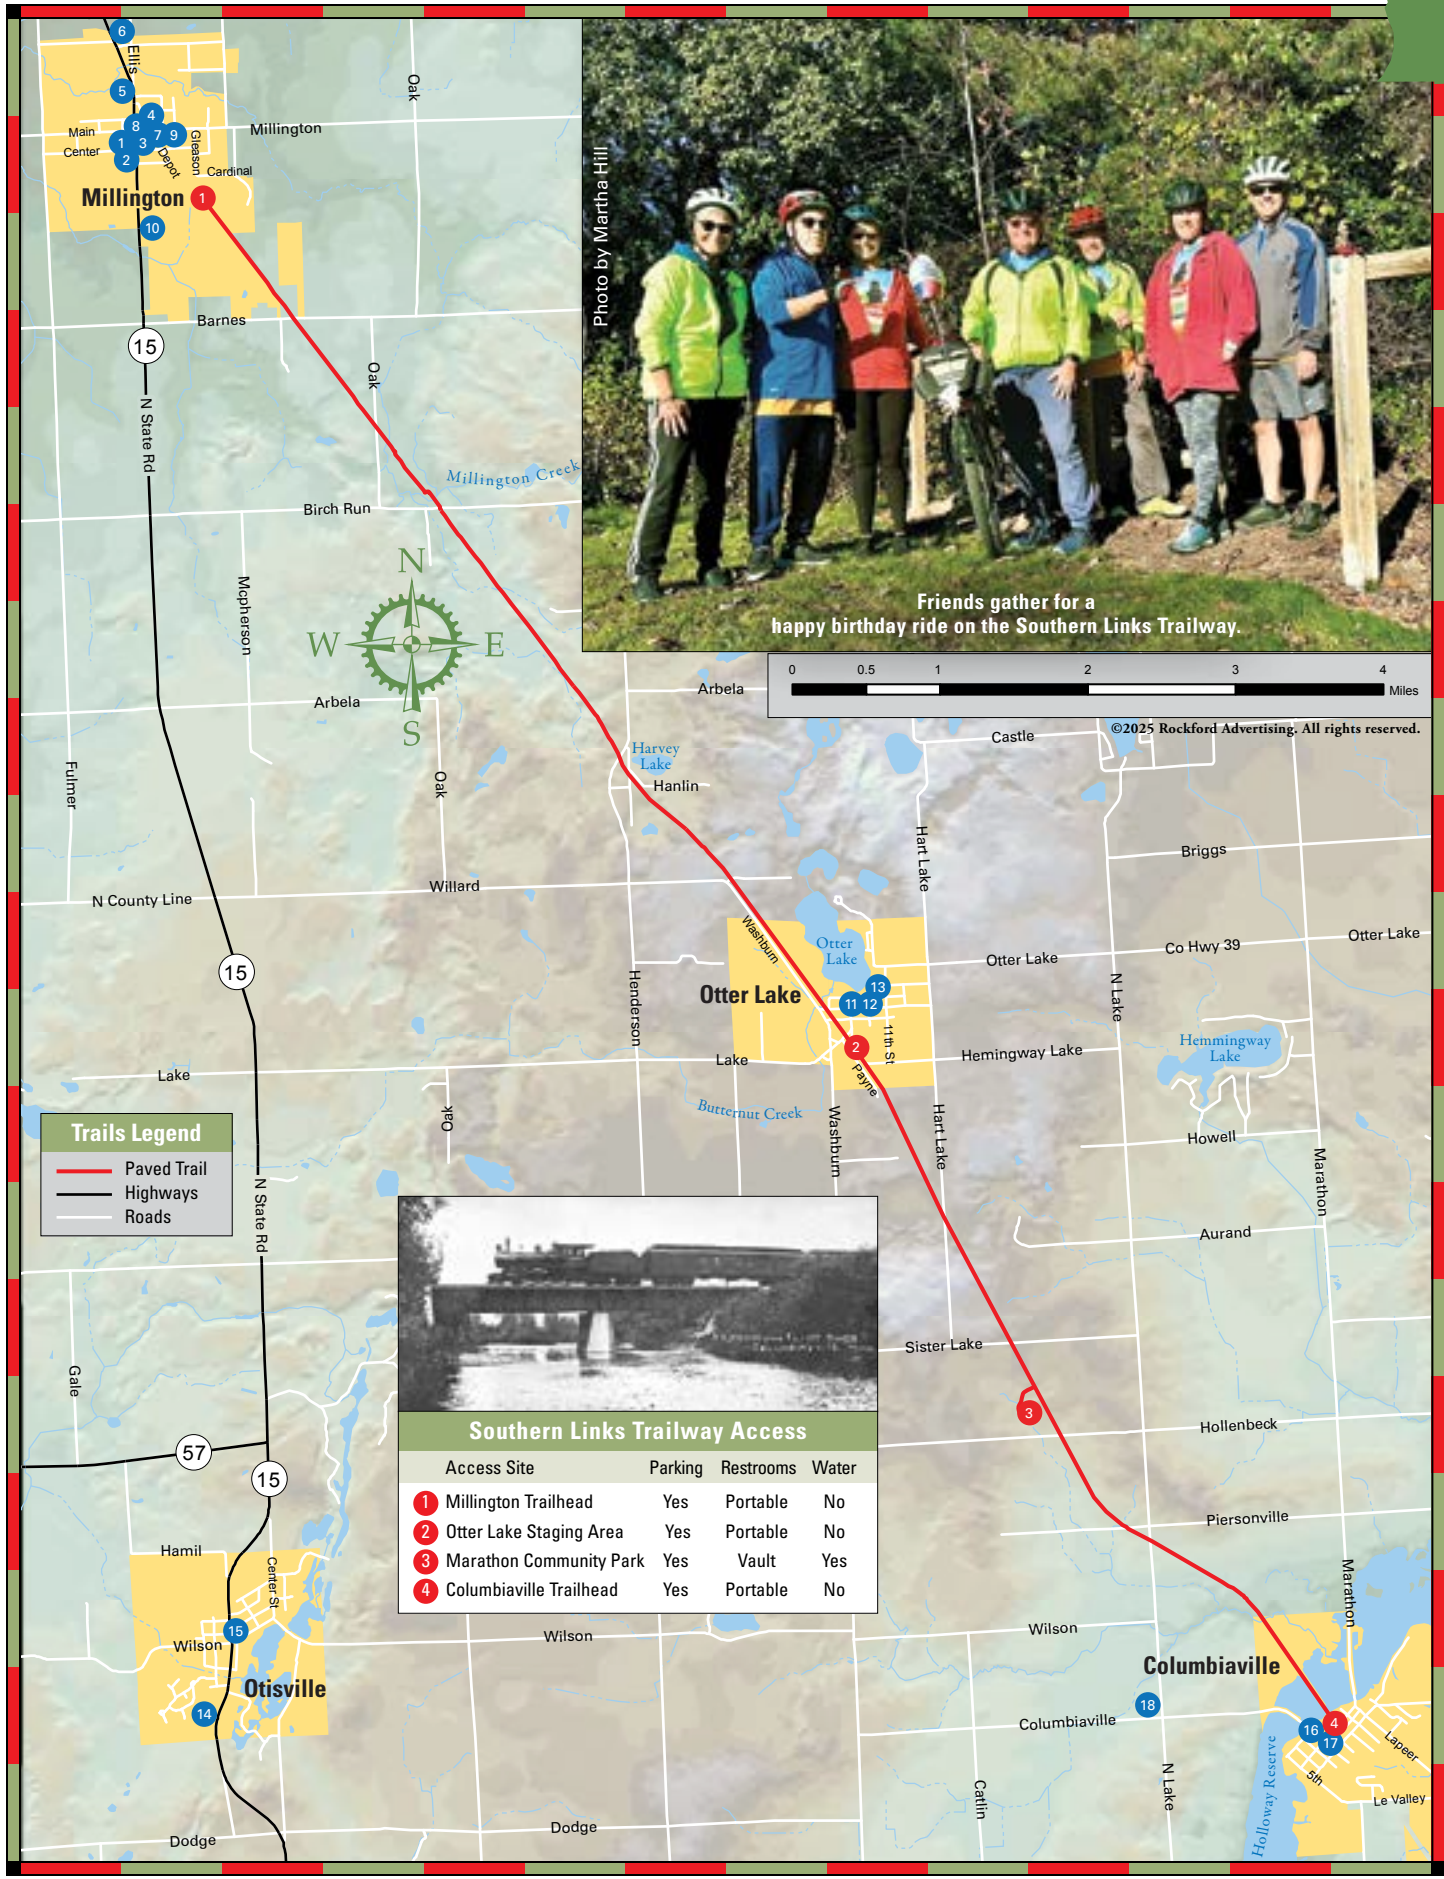 6
Ellis
5
4
8
7
9
1
3
2
Main
Center
Depot
Gleason
Cardinal
Millington
Oak
Millington
1
10
Barnes
15
Oak
N State Rd
Millington Creek
Birch Run
Mcpherson
N
W
E
S
Arbela
Fulmer
Oak
Photo by Martha Hill
Friends gather for a
happy birthday ride on the Southern Links Trailway.
0 0.5 1 2 3 4
Miles
©2025 Rockford Advertising. All rights reserved.
Arbela
Castle
Harvey
Lake
Hanlin
Hart Lake
Briggs
N County Line
Willard
Washburn
Otter
Lake
Otter Lake
Co Hwy 39
Otter Lake
15
Henderson
Otter Lake
13
11
12
N Lake
11th St
2
Payne
Hemmingway
Lake
Lake
Lake
Hemingway Lake
Oak
Butternut Creek
Washburn
Hart Lake
Howell
Marathon
Trails Legend
Paved Trail
Highways
Roads
N State Rd
Aurand
Gale
Sister Lake
3
Hollenbeck
57
15
Southern Links Trailway Access
Access Site Parking Restrooms Water
1 Millington Trailhead Yes Portable No
2 Otter Lake Staging Area Yes Portable No
3 Marathon Community Park Yes Vault Yes
4 Columbiaville Trailhead Yes Portable No
Piersonville
Hamil
Center St
Marathon
15
Wilson
Wilson
Wilson
Otisville
14
Columbiaville
18
Columbiaville
16
4
17
Lapeer
5th
Le Valley
Holloway Reserve
N Lake
Catlin
Dodge
Dodge